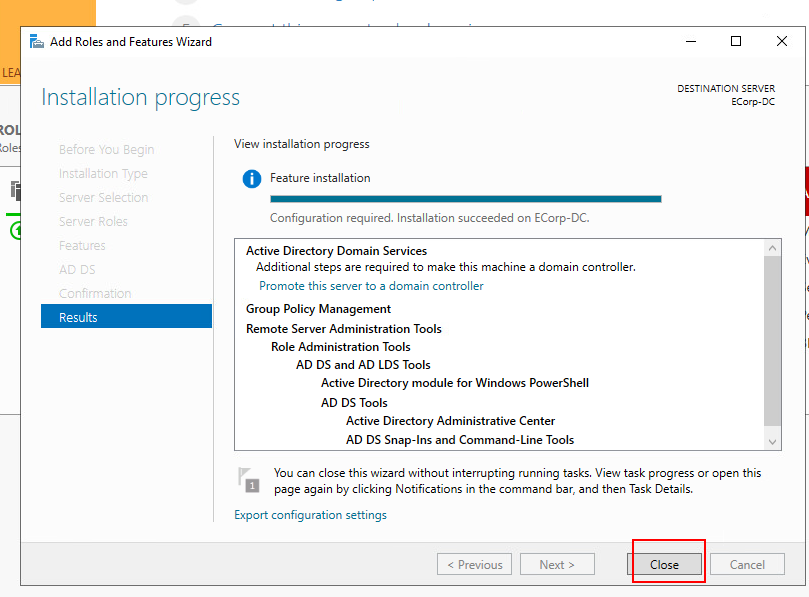 Add Roles and Features Wizard
LEA
Installation progress
DESTINATION SERVER
ECorp-DC
ROL
Roles
Before You Begin
Installation Type
Server Selection
Server Roles
Features
AD DS
Confirmation
Results
View installation progress
Feature installation
Configuration required. Installation succeeded on ECorp-DC.
Active Directory Domain Services
Additional steps are required to make this machine a domain controller.
Promote this server to a domain controller
Group Policy Management
Remote Server Administration Tools
Role Administration Tools
AD DS and AD LDS Tools
Active Directory module for Windows PowerShell
AD DS Tools
Active Directory Administrative Center
AD DS Snap-Ins and Command-Line Tools
1
You can close this wizard without interrupting running tasks. View task progress or open this
page again by clicking Notifications in the command bar, and then Task Details.
Export configuration settings
< Previous
Next >
Close
Cancel